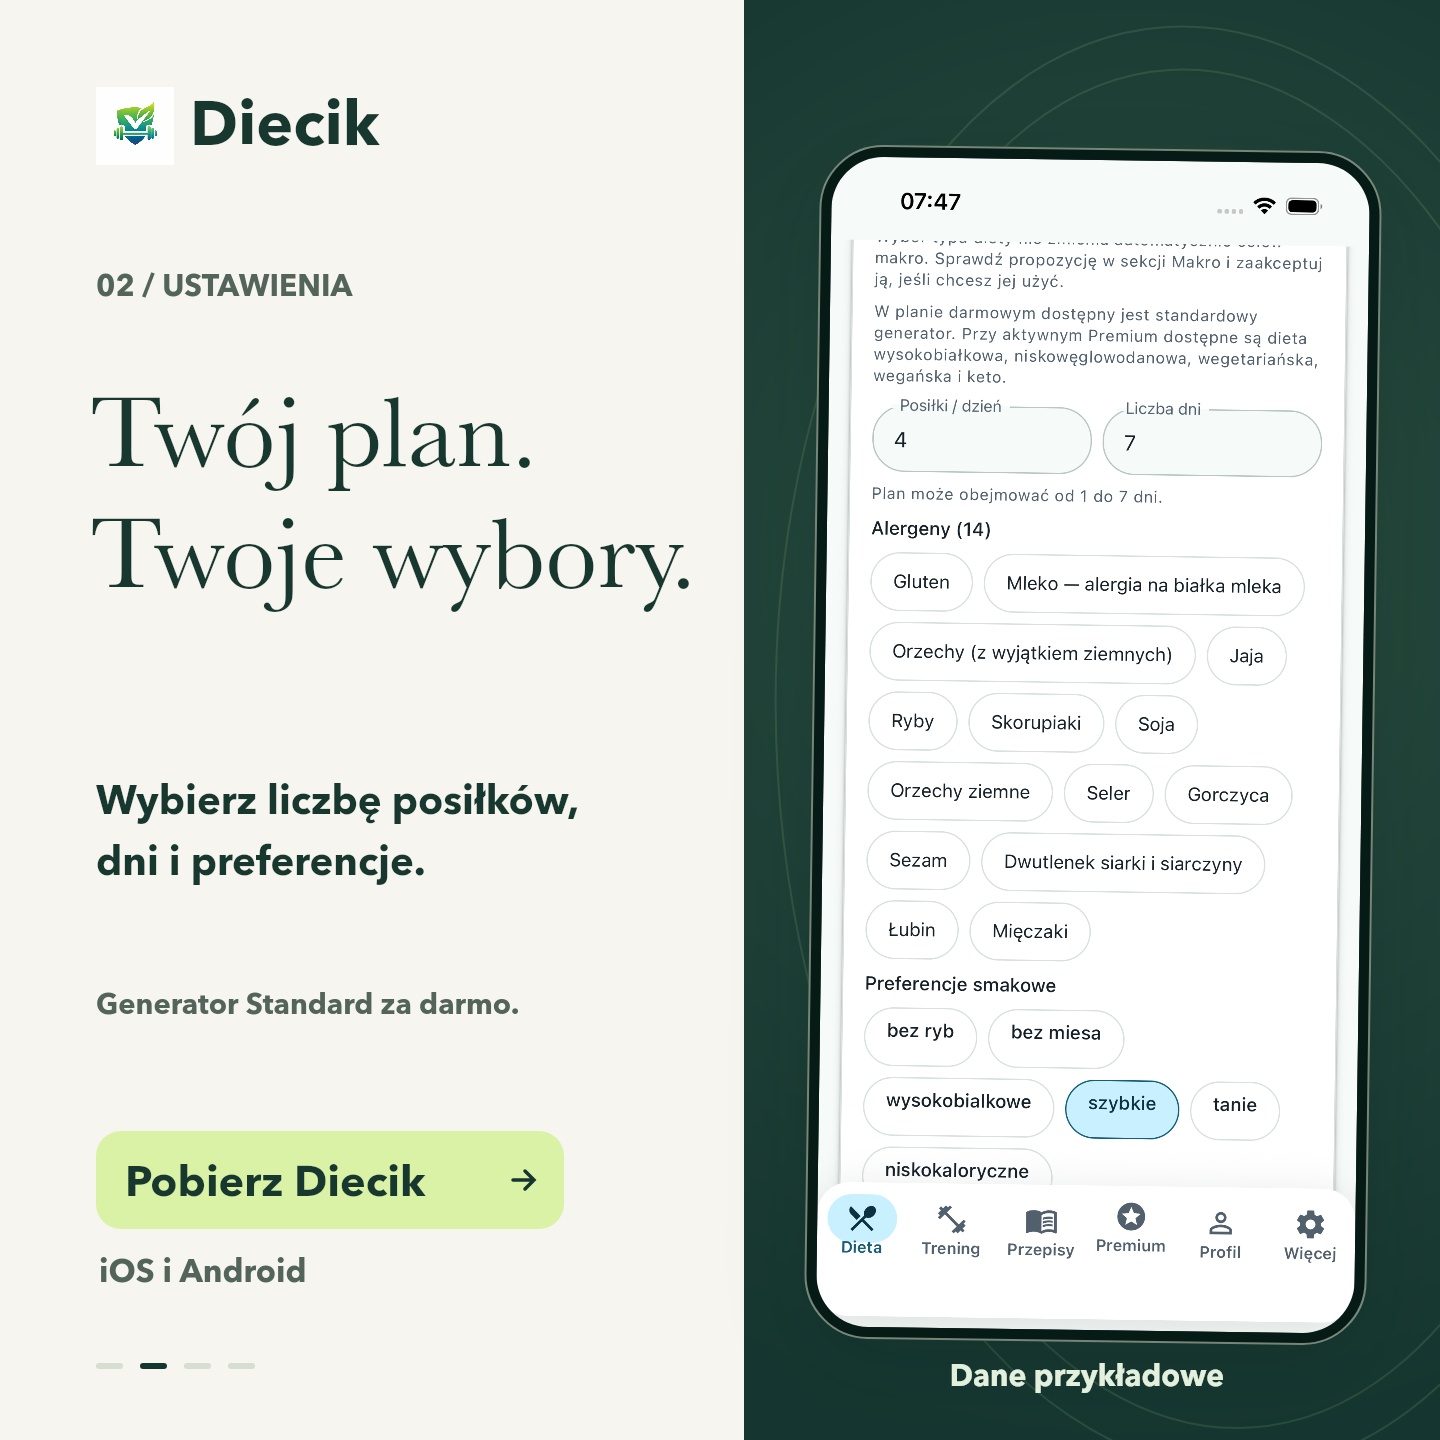 Diecik
02 / USTAWIENIA
Twój plan.
Twoje wybory.
Wybierz liczbę posiłków,
dni i preferencje.
Generator Standard za darmo.
Pobierz Diecik
iOS i Android
07:47
makro. Sprawdź propozycję w sekcji Makro i zaakceptuj
ją, jeśli chcesz jej użyć.
W planie darmowym dostępny jest standardowy
generator. Przy aktywnym Premium dostępne są dieta
wysokobiałkowa, niskowęglowodanowa, wegetariańska,
wegańska i keto.
Posiłki / dzień Liczba dni
4 7
Plan może obejmować od 1 do 7 dni.
Alergeny (14)
Gluten Mleko — alergia na białka mleka
Orzechy (z wyjątkiem ziemnych) Jaja
Ryby Skorupiaki Soja
Orzechy ziemne Seler Gorczyca
Sezam Dwutlenek siarki i siarczyny
Łubin Mięczaki
Preferencje smakowe
bez ryb bez miesa
wysokobialkowe szybkie tanie
niskokaloryczne
Dieta Trening Przepisy Premium Profil Więcej
Dane przykładowe